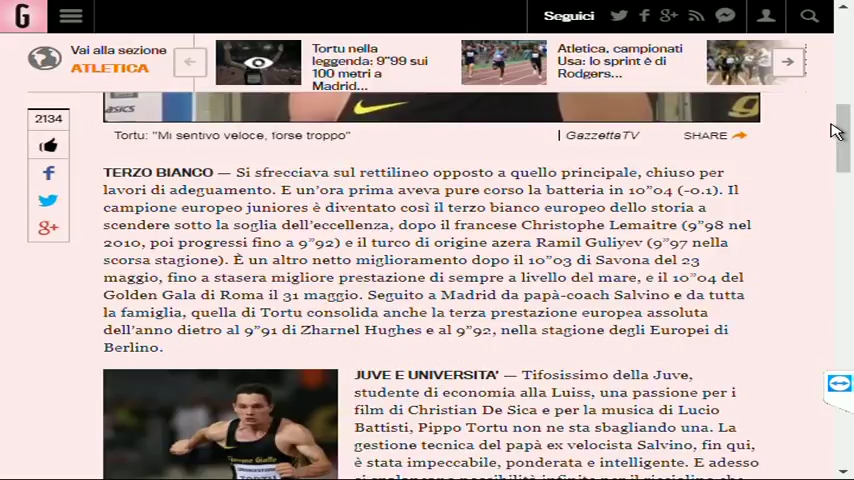 G
Seguici
Vai alla sezione
ATLETICA
Tortu nella
leggenda: 9"99 sui
100 metri a
Madrid...
Atletica, campionati
Usa: lo sprint è di
Rodgers...
asics
Tortu: "Mi sentivo veloce, forse troppo"
| GazzettaTV
SHARE
2134
TERZO BIANCO — Si sfrecciava sul rettilineo opposto a quello principale, chiuso per
lavori di adeguamento. E un'ora prima aveva pure corso la batteria in 10"04 (-0.1). Il
campione europeo juniores è diventato così il terzo bianco europeo dello storia a
scendere sotto la soglia dell'eccellenza, dopo il francese Christophe Lemaitre (9"98 nel
2010, poi progressi fino a 9"92) e il turco di origine azera Ramil Guliyev (9"97 nella
scorsa stagione). È un altro netto miglioramento dopo il 10"03 di Savona del 23
maggio, fino a stasera migliore prestazione di sempre a livello del mare, e il 10"04 del
Golden Gala di Roma il 31 maggio. Seguito a Madrid da papà-coach Salvino e da tutta
la famiglia, quella di Tortu consolida anche la terza prestazione europea assoluta
dell'anno dietro al 9"91 di Zharnel Hughes e al 9"92, nella stagione degli Europei di
Berlino.
JUVE E UNIVERSITA' — Tifosissimo della Juve,
studente di economia alla Luiss, una passione per i
film di Christian De Sica e per la musica di Lucio
Battisti, Pippo Tortu non ne sta sbagliando una. La
gestione tecnica del papà ex velocista Salvino, fin qui,
è stata impeccabile, ponderata e intelligente. E adesso